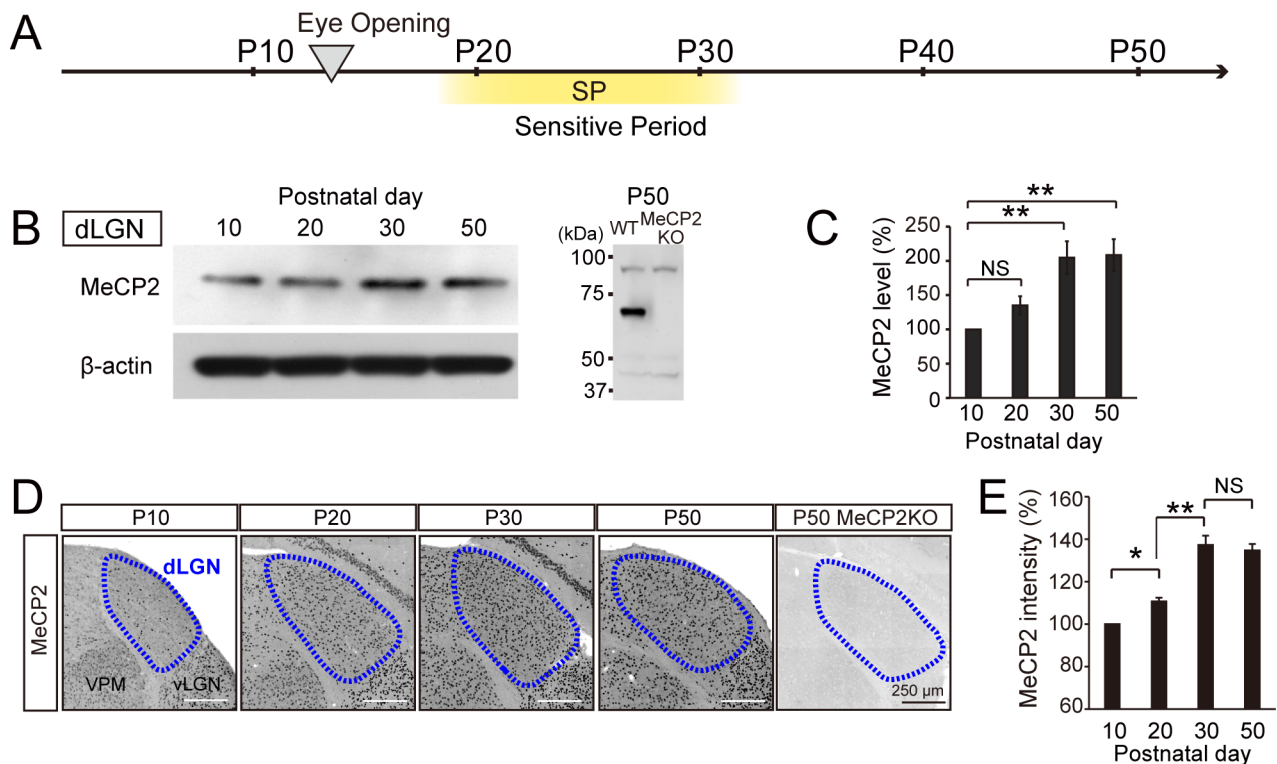 A
Eye Opening
P10 P20 P30 P40 P50
SP
Sensitive Period
B
dLGN
Postnatal day
10 20 30 50
MeCP2
β-actin
P50
WT MeCP2 KO
(kDa)
100
75
50
37
C
MeCP2 level (%)
250
200
150
100
50
0
NS
**
**
10 20 30 50
Postnatal day
D
P10 P20 P30 P50 P50 MeCP2KO
MeCP2
dLGN
VPM vLGN
250 µm
E
MeCP2 intensity (%)
160
140
120
100
80
60
*
**
NS
10 20 30 50
Postnatal day